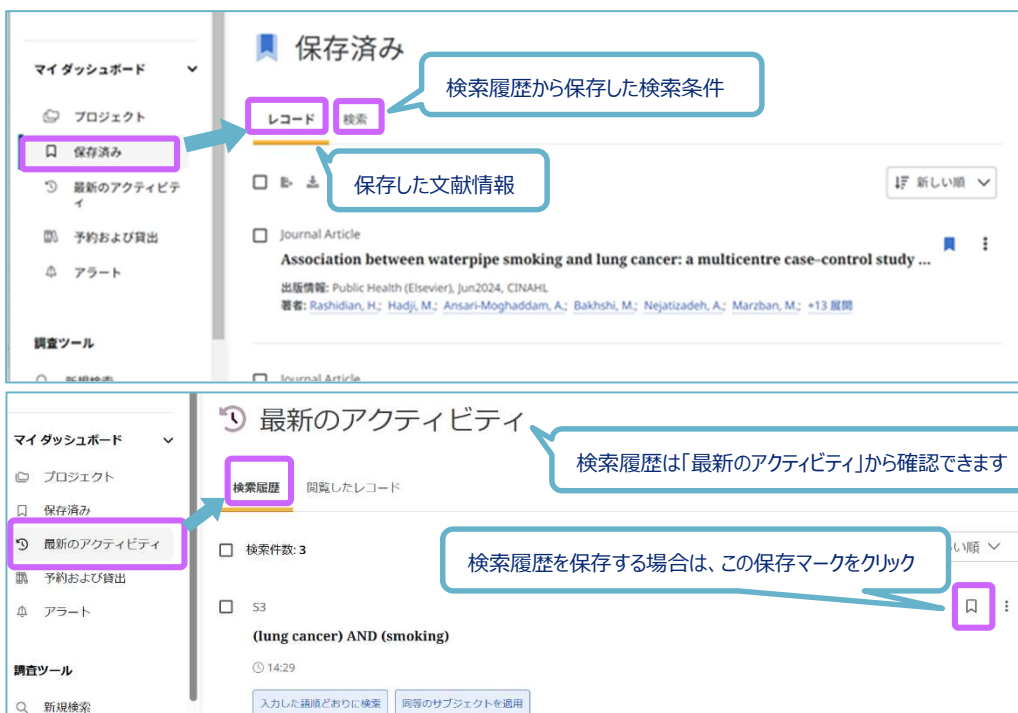 保存済み
マイ ダッシュボード
検索履歴から保存した検索条件
プロジェクト
レコード 検索
保存済み
保存した文献情報
新しい順
最新のアクティビテ
ィ
予約および貸出
Journal Article
Association between waterpipe smoking and lung cancer: a multicentre case–control study ...
アラート
出版情報: Public Health (Elsevier), Jun2024, CINAHL
著者: Rashidian, H.; Hadji, M.; Ansari-Moghaddam, A.; Bakhshi, M.; Nejatizadeh, A.; Marzban, M.; +13 展開
調査ツール
新規検索
Journal Article
最新のアクティビティ
マイ ダッシュボード
検索履歴は「最新のアクティビティ」から確認できます
プロジェクト
検索履歴 閲覧したレコード
保存済み
最新のアクティビティ
検索件数: 3
検索履歴を保存する場合は、この保存マークをクリック
い順
予約および貸出
アラート
S3
(lung cancer) AND (smoking)
14:29
調査ツール
新規検索
入力した語順どおりに検索 同等のサブジェクトを適用